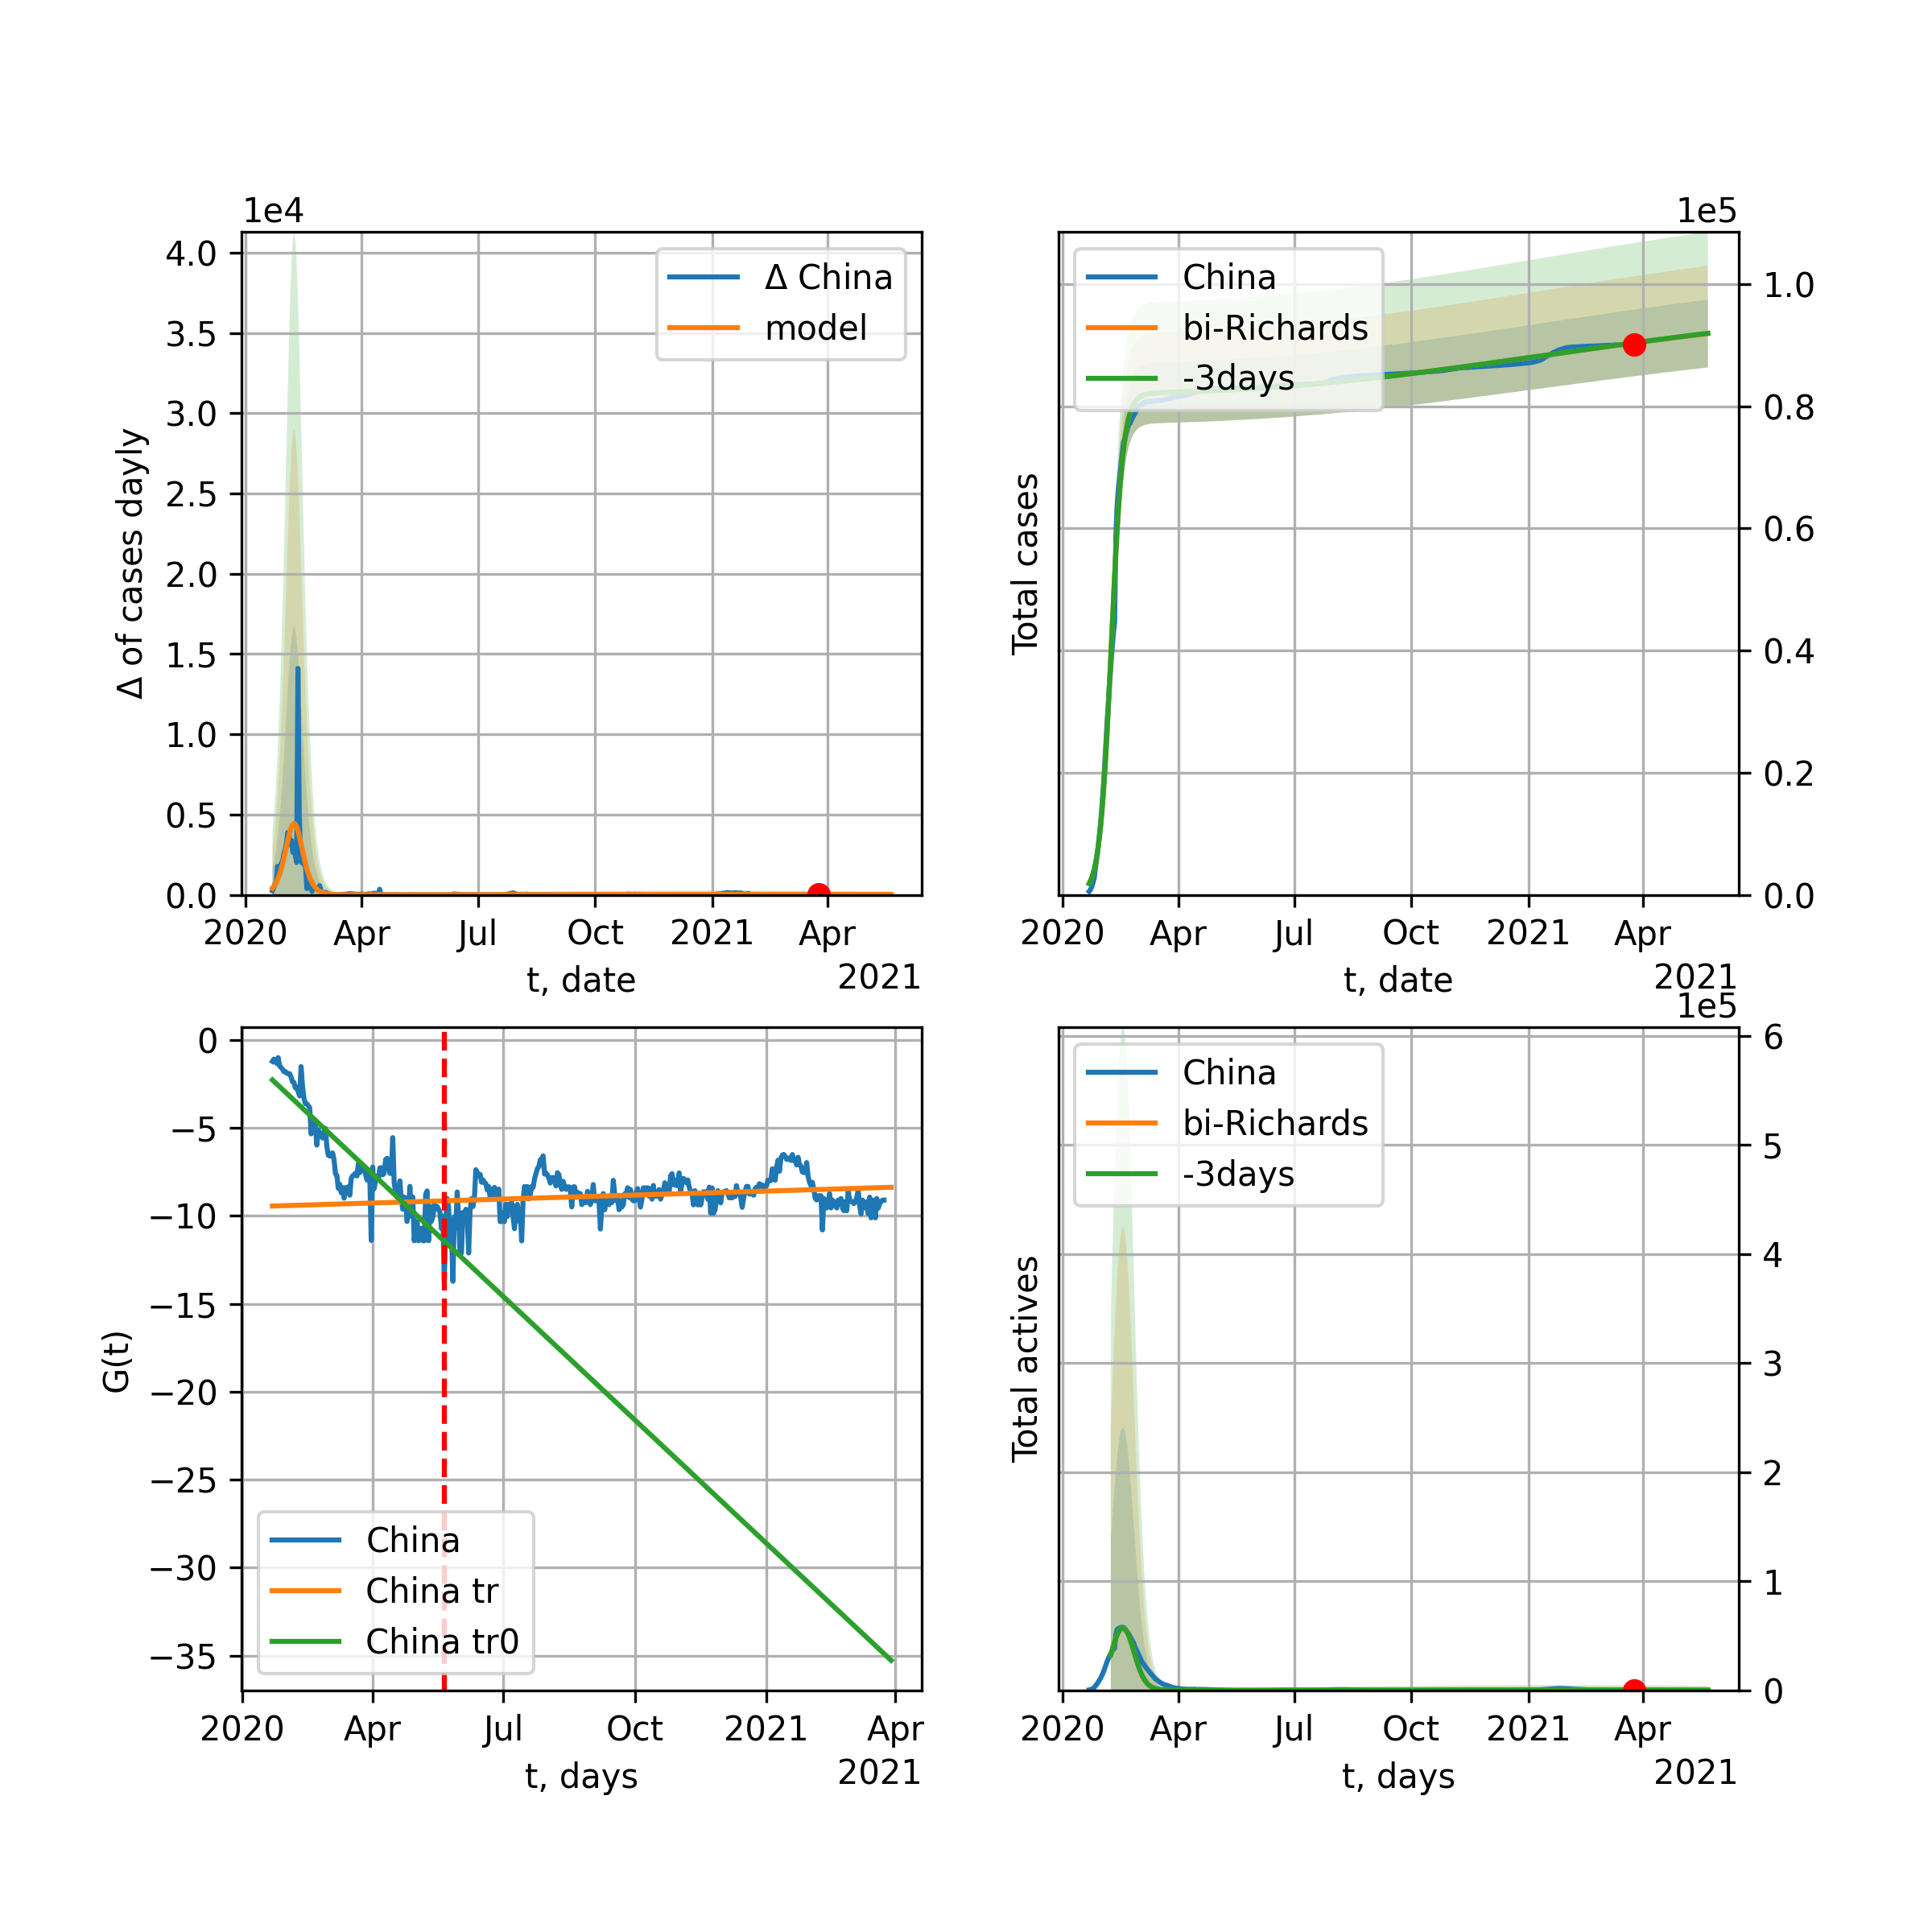 1e4
4.0
3.5
3.0
2.5
2.0
1.5
1.0
0.5
0.0
Δ of cases dayly
Δ China
model
2020 Apr Jul Oct 2021 Apr
t, date
2021
1e5
China
bi-Richards
-3days
Total cases
1.0
0.8
0.6
0.4
0.2
0.0
2020 Apr Jul Oct 2021 Apr
t, date
2021
0
−5
−10
−15
−20
−25
−30
−35
G(t)
China
China tr
China tr0
2020 Apr Jul Oct 2021 Apr
t, days
2021
1e5
China
bi-Richards
-3days
Total actives
6
5
4
3
2
1
0
2020 Apr Jul Oct 2021 Apr
t, days
2021